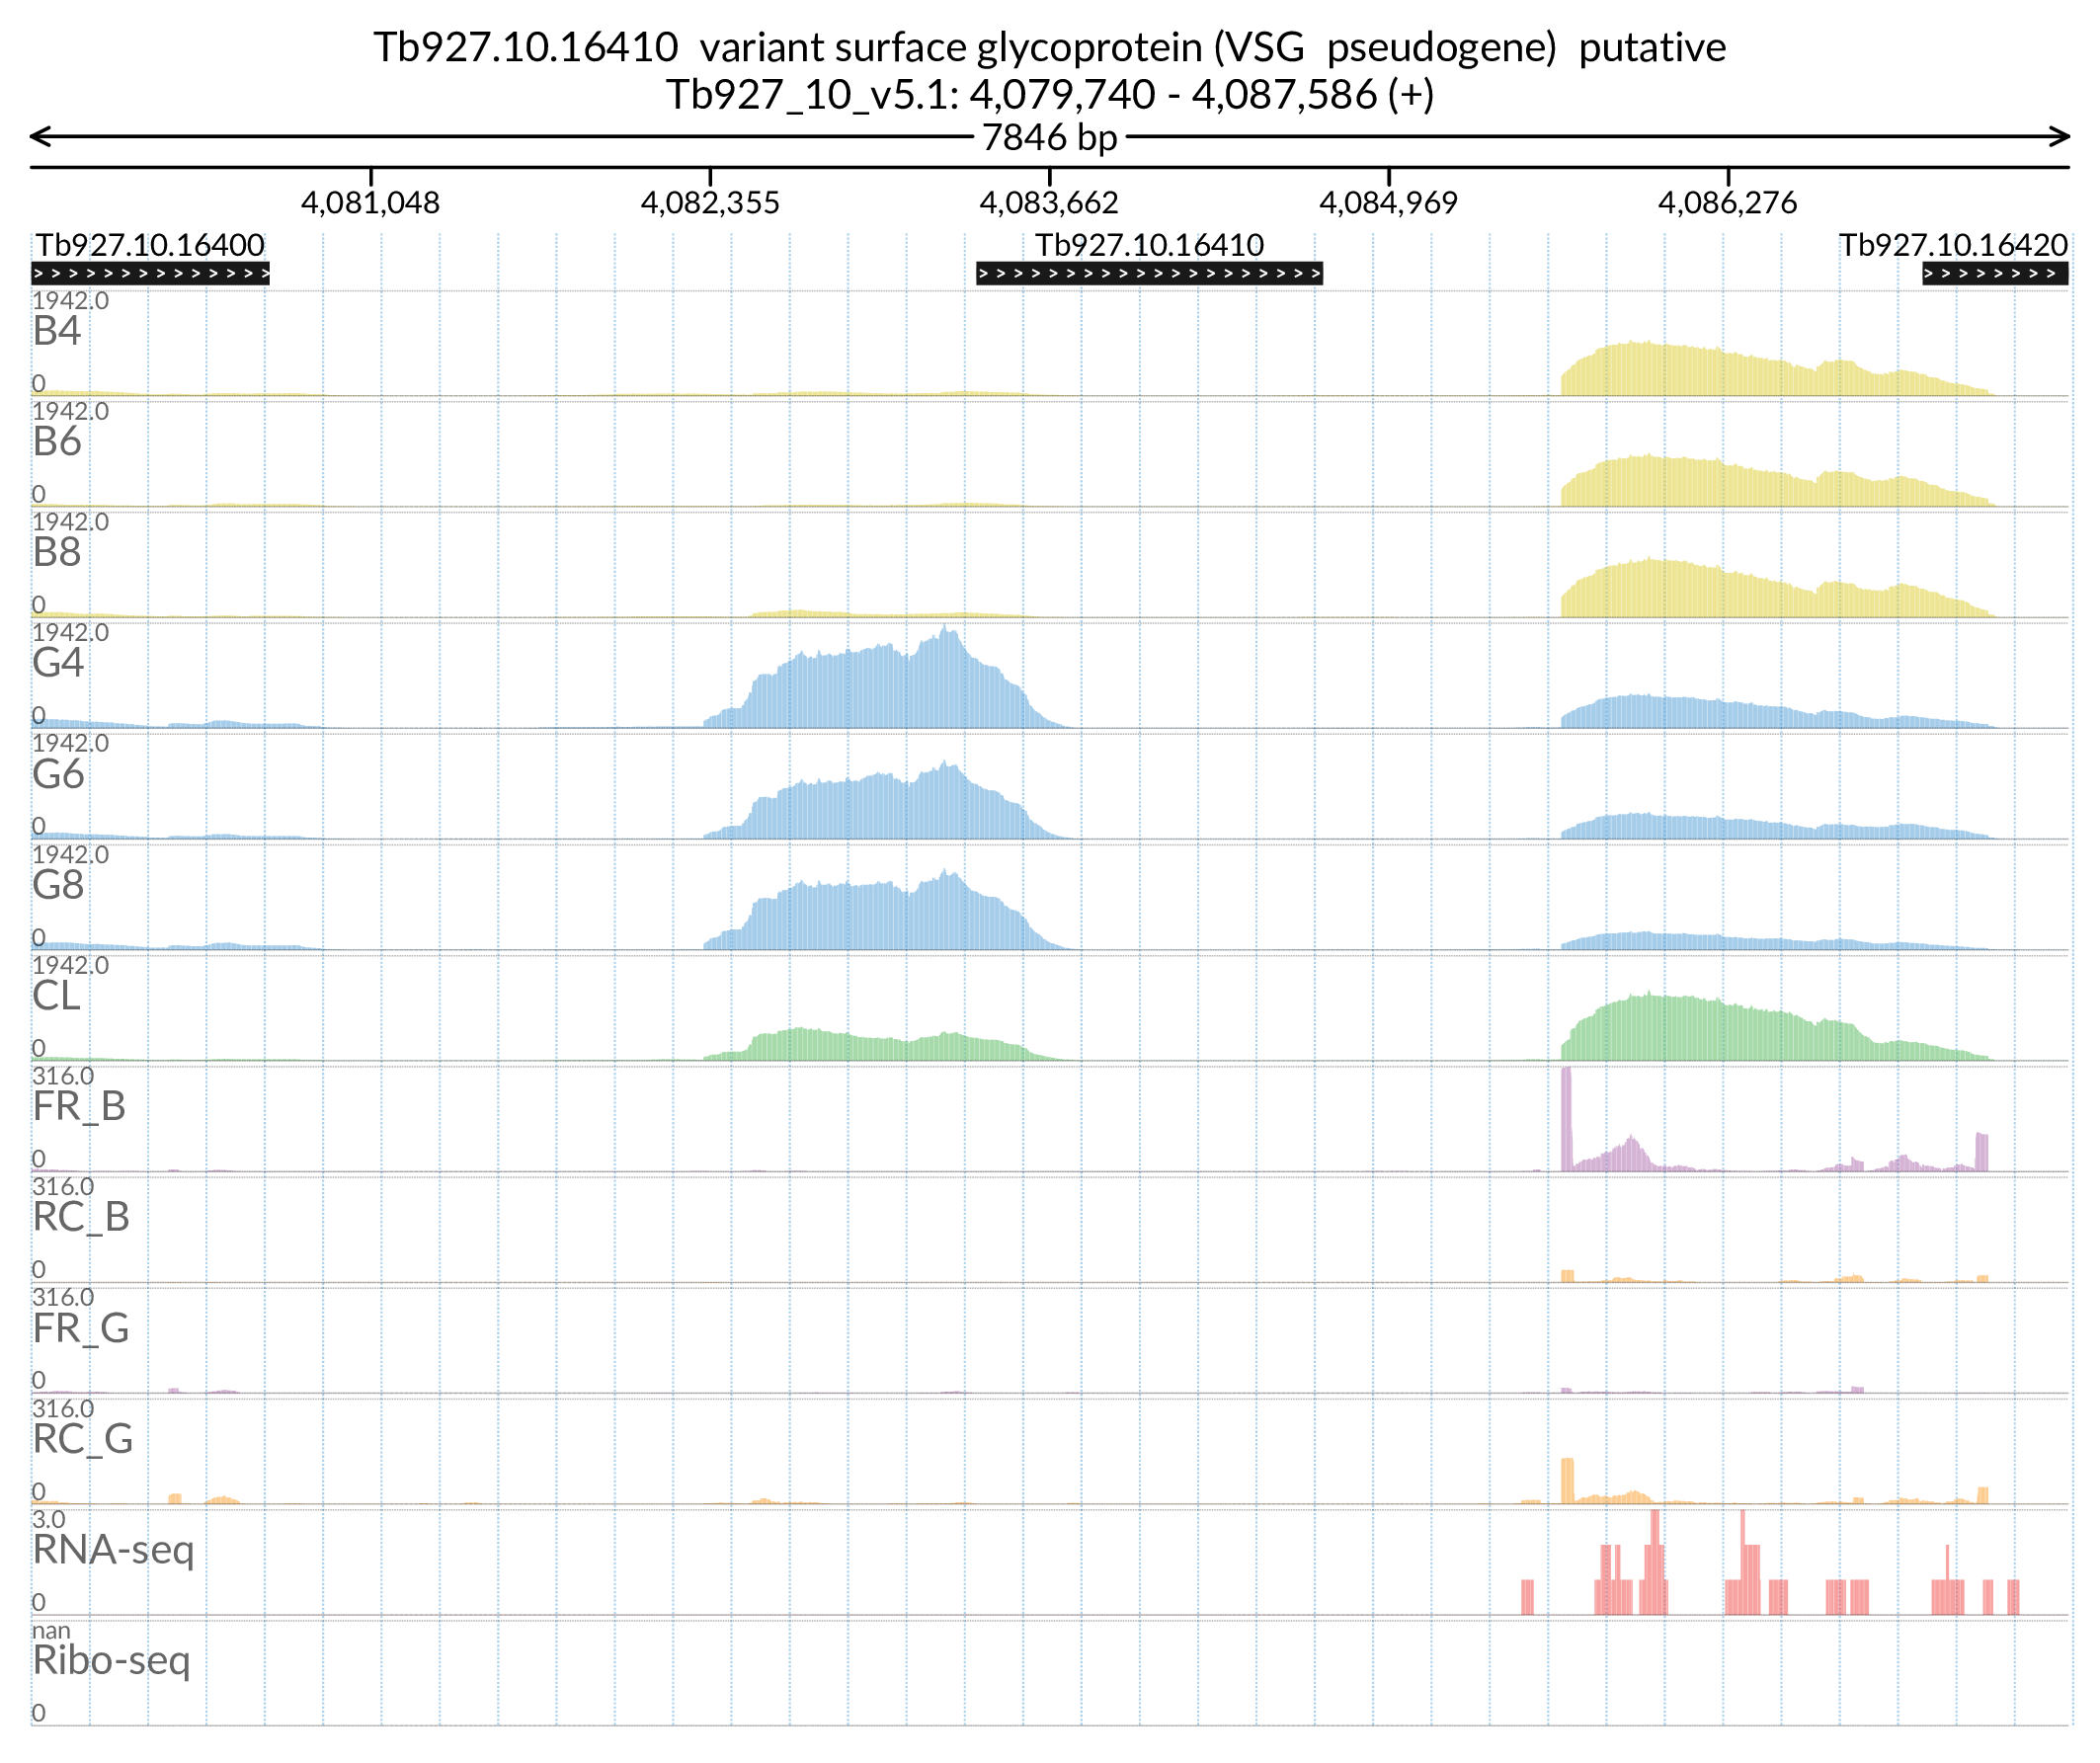 Tb927.10.16410  variant surface glycoprotein (VSG  pseudogene)  putative
Tb927_10_v5.1: 4,079,740 - 4,087,586 (+)
7846 bp
4,081,048 4,082,355 4,083,662 4,084,969 4,086,276
Tb927.10.16400 Tb927.10.16410 Tb927.10.16420
1942.0
B4
0
1942.0
B6
0
1942.0
B8
0
1942.0
G4
0
1942.0
G6
0
1942.0
G8
0
1942.0
CL
0
316.0
FR_B
0
316.0
RC_B
0
316.0
FR_G
0
316.0
RC_G
0
3.0
RNA-seq
0
nan
Ribo-seq
0